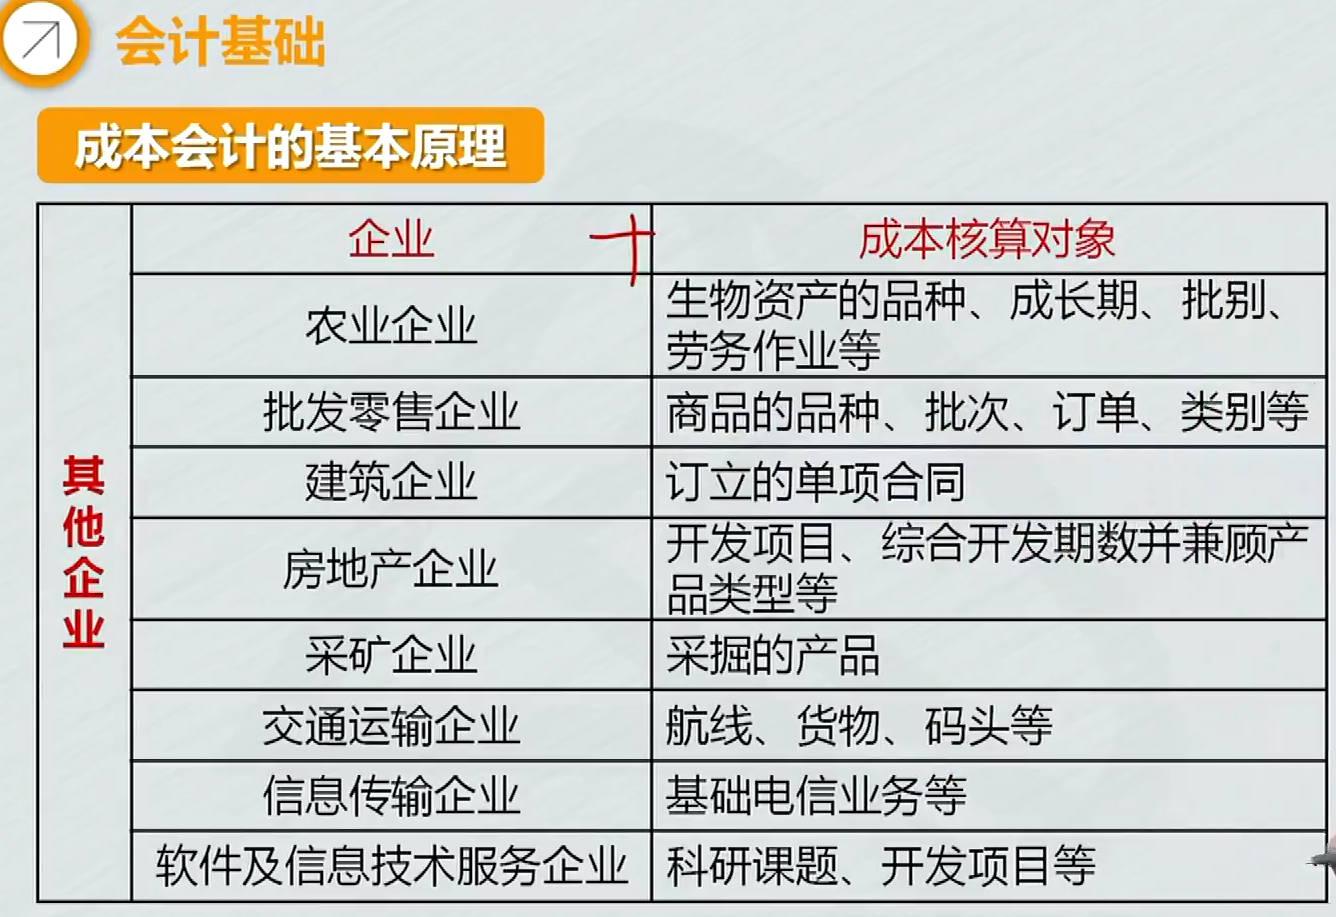 会计基础
成本会计的基本原理
其他企业
企业 成本核算对象
农业企业 生物资产的品种、成长期、批别、
劳务作业等
批发零售企业 商品的品种、批次、订单、类别等
建筑企业 订立的单项合同
房地产企业 开发项目、综合开发期数并兼顾产
品类型等
采矿企业 采掘的产品
交通运输企业 航线、货物、码头等
信息传输企业 基础电信业务等
软件及信息技术服务企业 科研课题、开发项目等